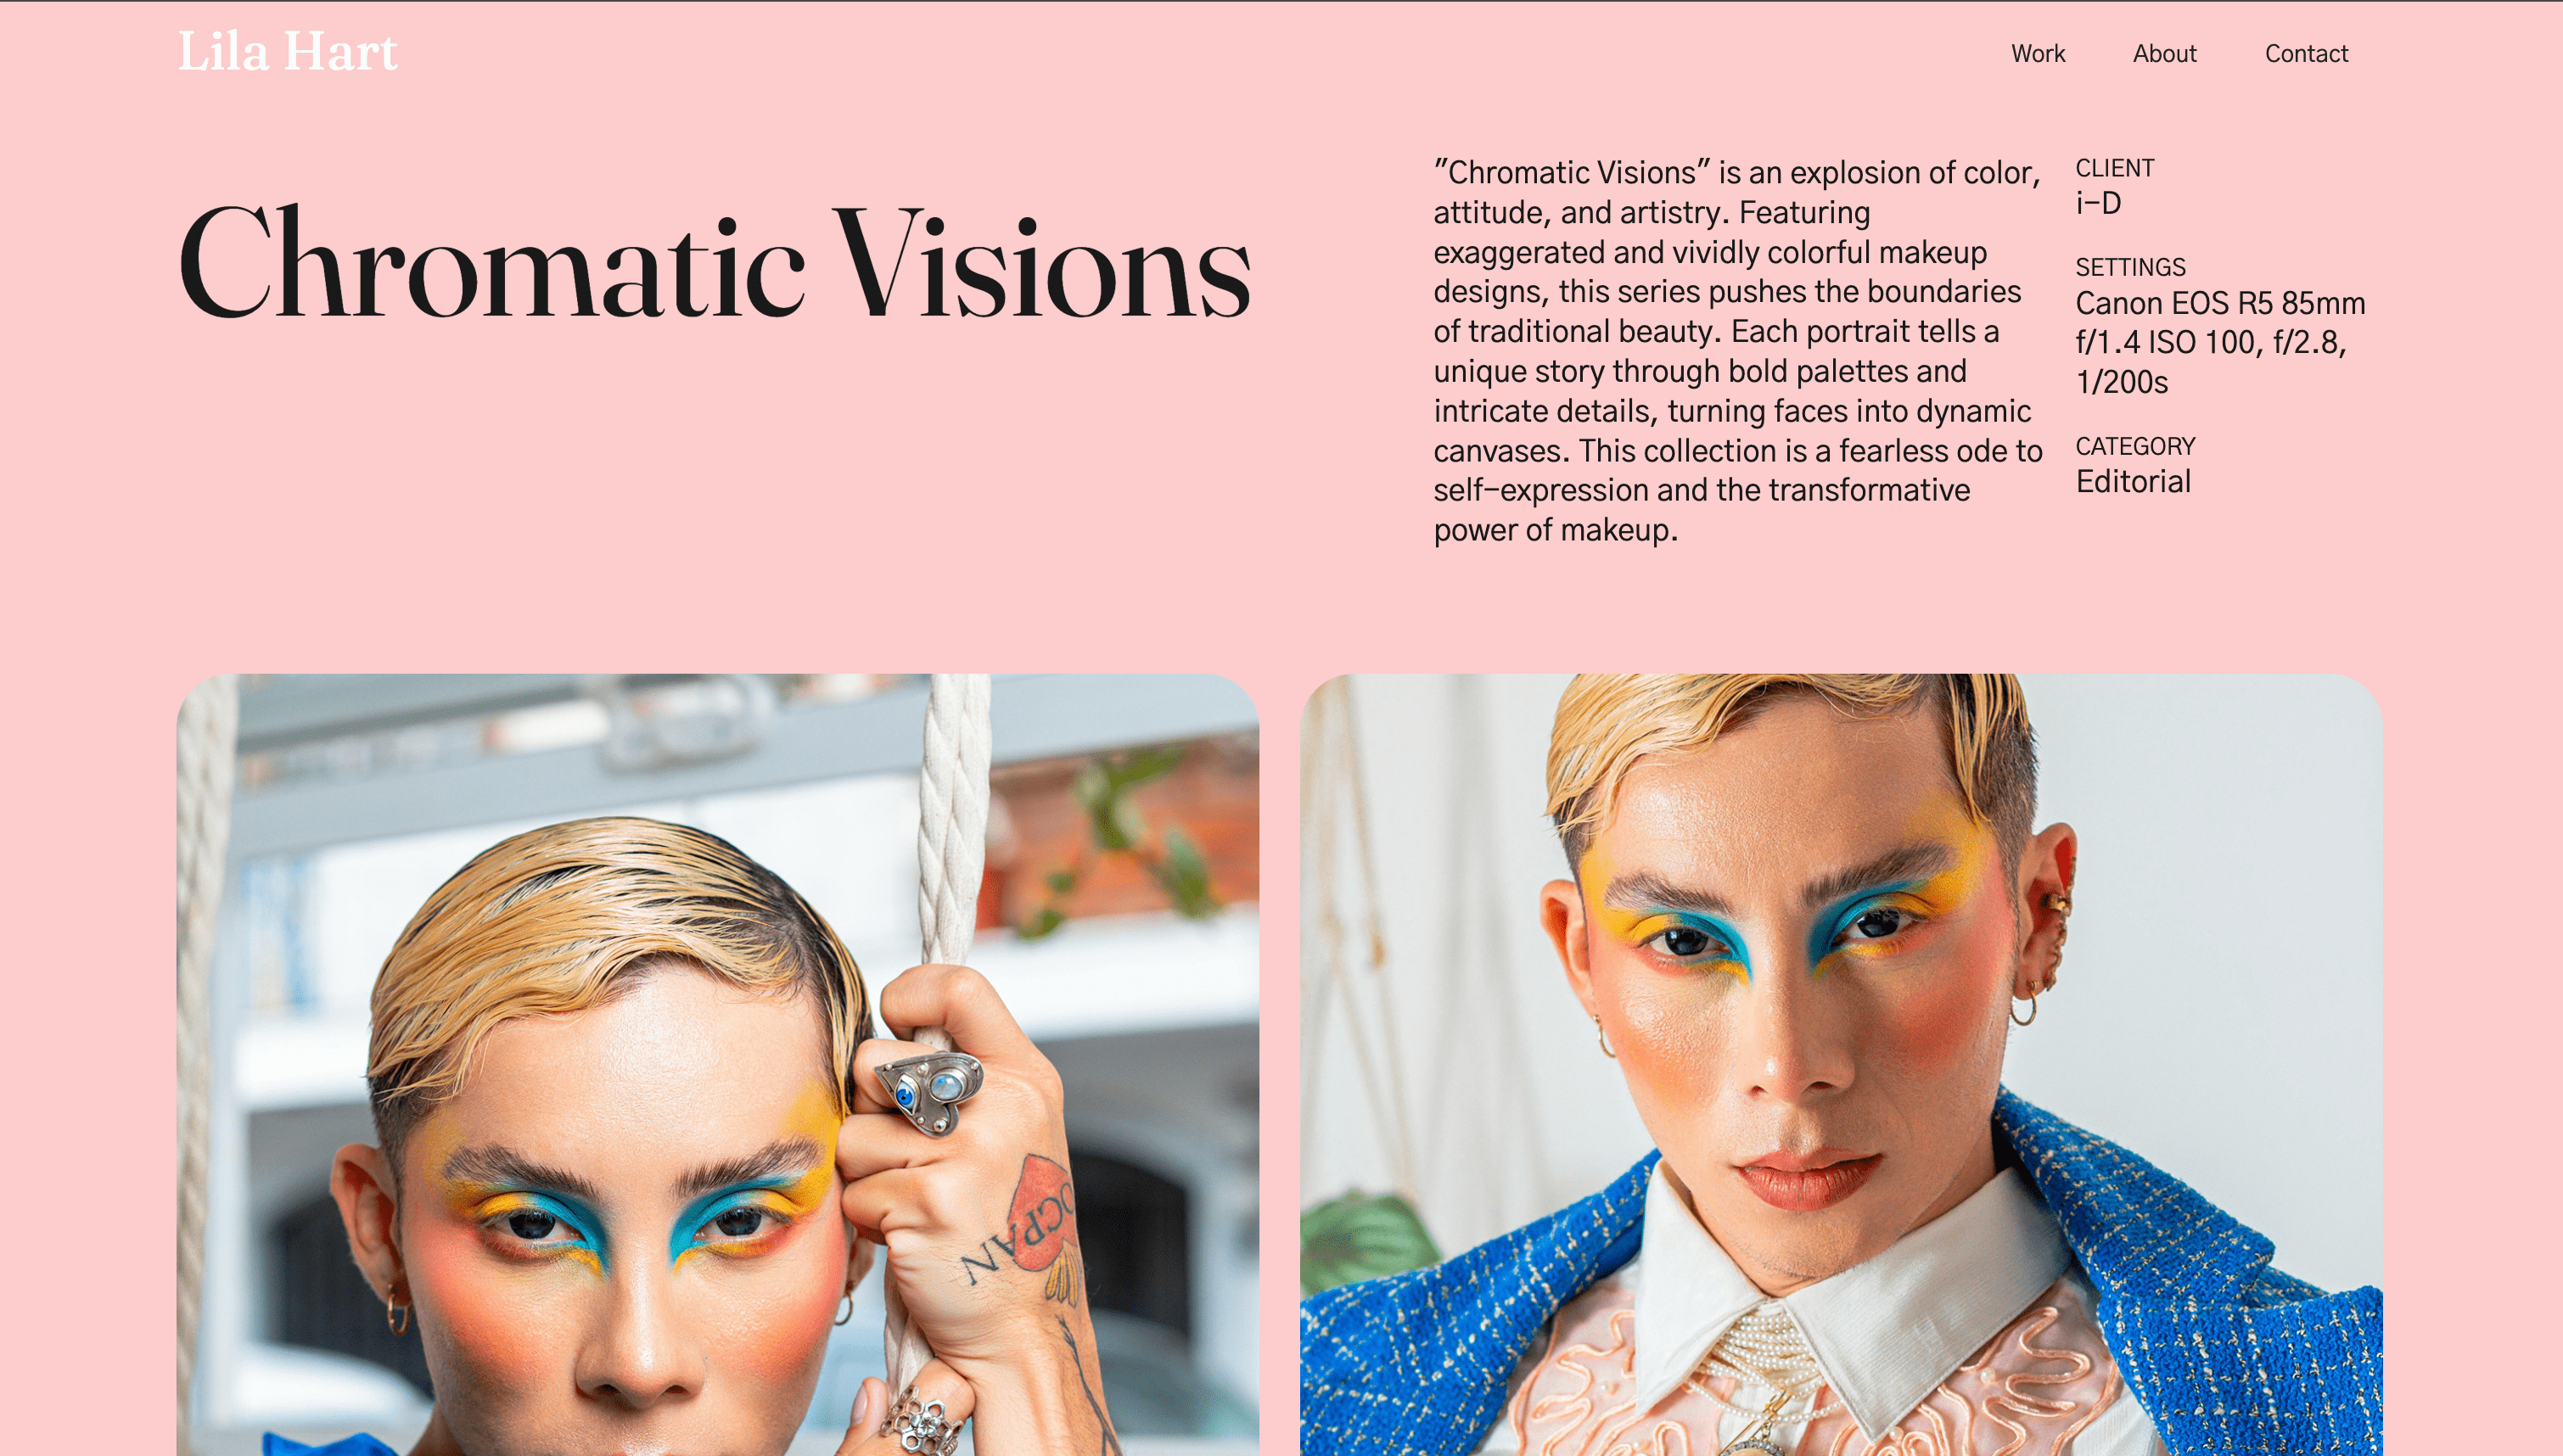 Lila Hart
Work About Contact
Chromatic Visions
"Chromatic Visions" is an explosion of color,
attitude, and artistry. Featuring
exaggerated and vividly colorful makeup
designs, this series pushes the boundaries
of traditional beauty. Each portrait tells a
unique story through bold palettes and
intricate details, turning faces into dynamic
canvases. This collection is a fearless ode to
self-expression and the transformative
power of makeup.
CLIENT
i-D
SETTINGS
Canon EOS R5 85mm
f/1.4 ISO 100, f/2.8,
1/200s
CATEGORY
Editorial